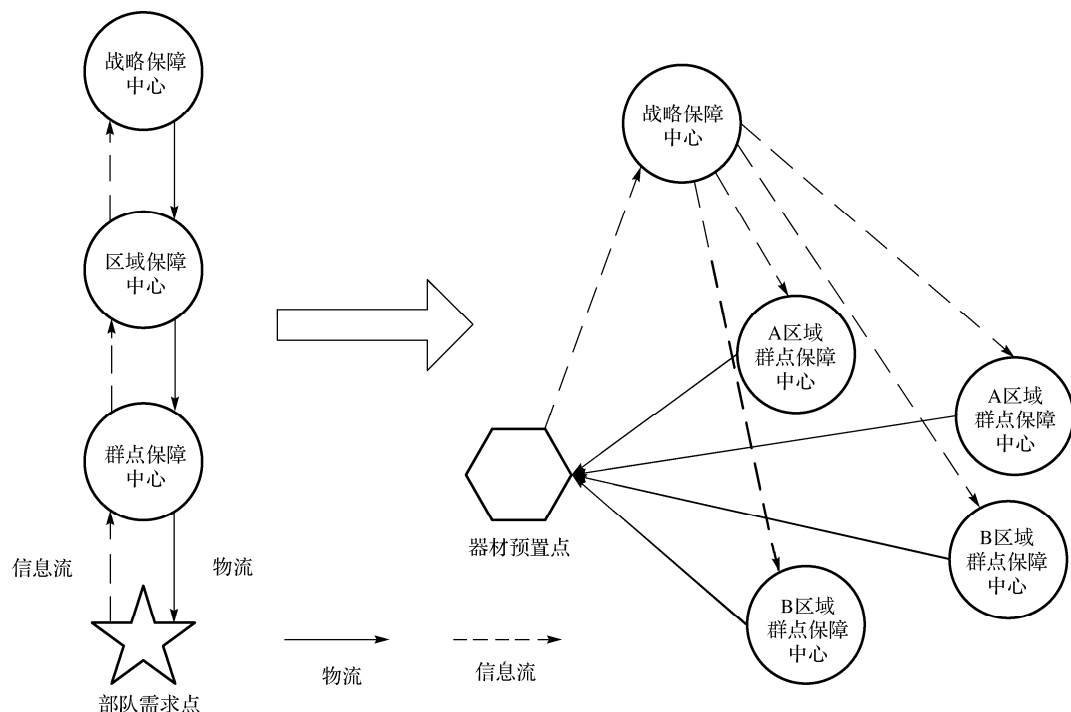 战略保障
中心
区域保障
中心
群点保障
中心
信息流
物流
部队需求点
战略保障
中心
A区域
群点保障
中心
A区域
群点保障
中心
B区域
群点保障
中心
B区域
群点保障
中心
器材预置点
物流
信息流